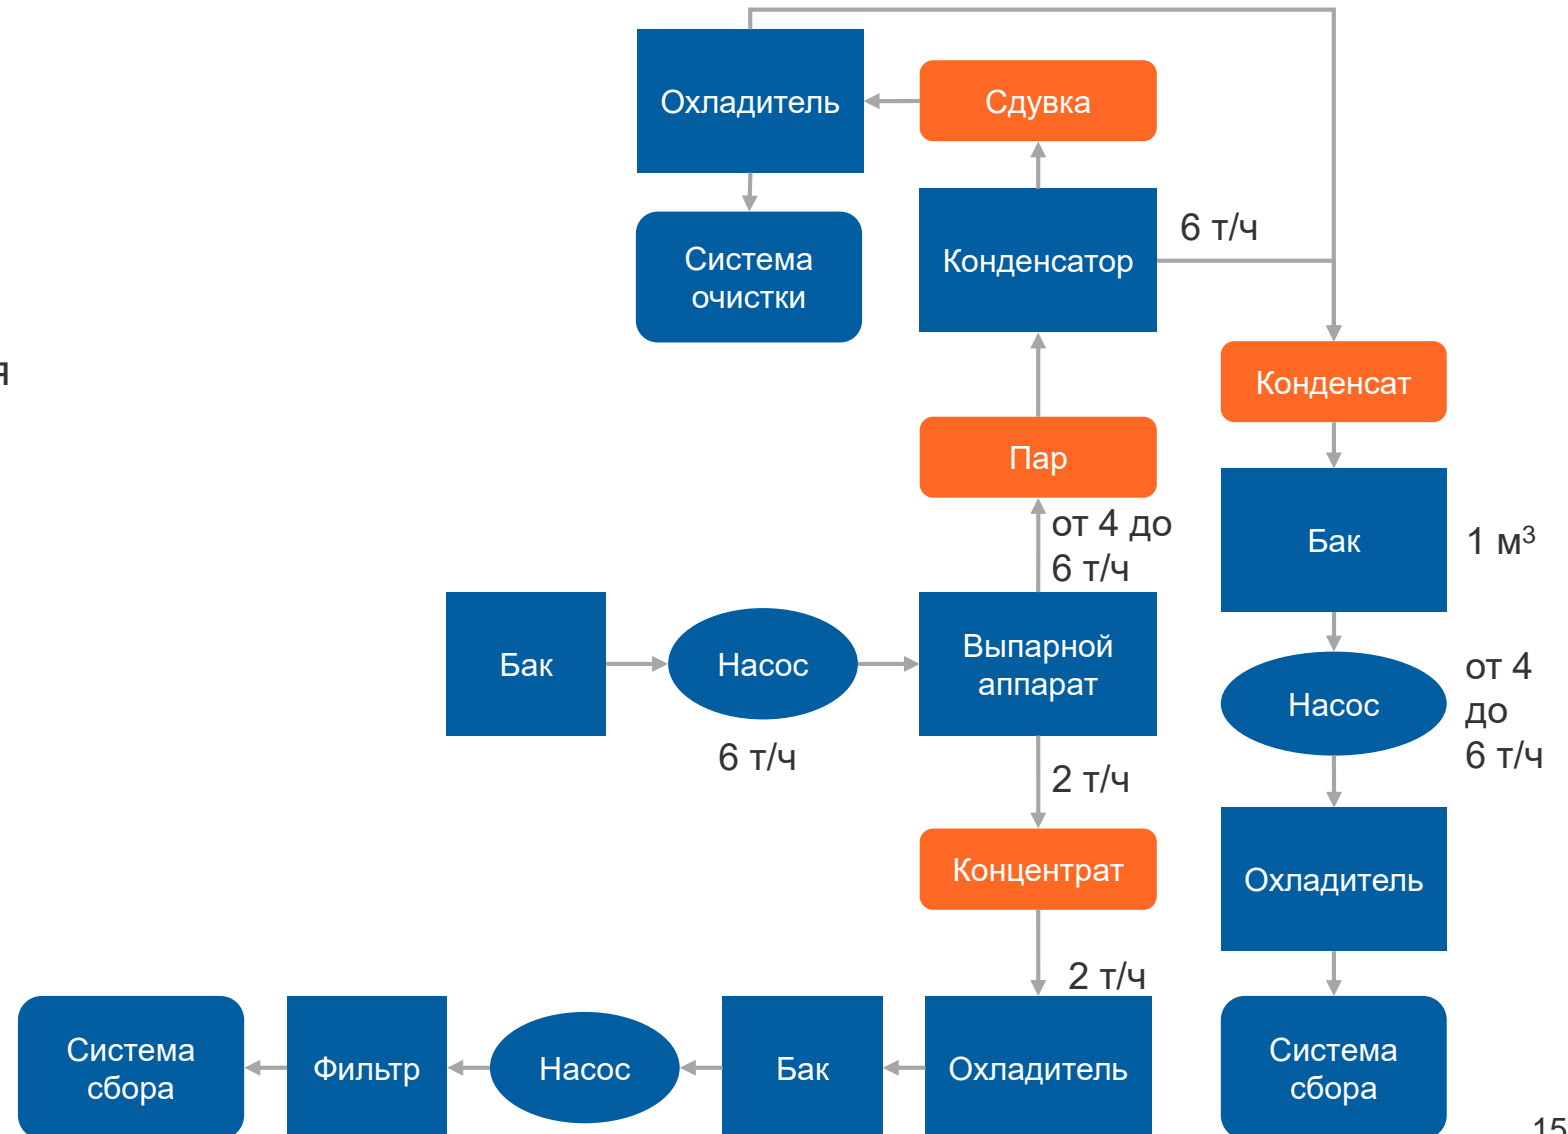 Охладитель
Сдувка
Система
очистки
Конденсатор
6 т/ч
я
Конденсат
Пар
от 4 до
6 т/ч
Бак
1 м³
Бак
Насос
6 т/ч
Выпарной
аппарат
Насос
от 4
до
6 т/ч
2 т/ч
Концентрат
Охладитель
2 т/ч
Система
сбора
Фильтр
Насос
Бак
Охладитель
Система
сбора
15